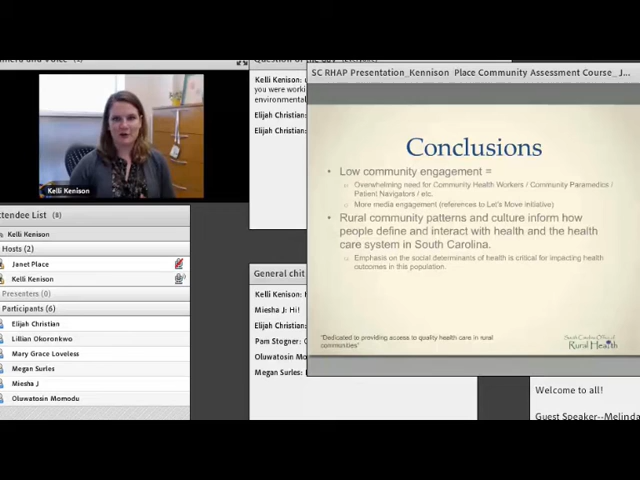 Camera and Voice
Kelli Kenison
Attendee List (8)
Kelli Kenison
Hosts (2)
Janet Place
Kelli Kenison
Presenters (0)
Participants (6)
Elijah Christian
Lillian Okoronkwo
Mary Grace Loveless
Megan Surles
Miesha J
Oluwatosin Momodu
Question of the day
Kelli Kenison:
you were worki
environmental
Elijah Christian:
Elijah Christian:
General chit
Kelli Kenison:
Miesha J: Hi!
Elijah Christian:
Pam Stogner:
Oluwatosin
Megan Surles:
SC RHAP Presentation_Kennison Place Community Assessment Course_ J...
Conclusions
• Low community engagement =
Overwhelming need for Community Health Workers / Community Paramedics /
Patient Navigators / etc.
More media engagement (references to Let's Move Initiative)
• Rural community patterns and culture inform how
people define and interact with health and the health
care system in South Carolina.
Emphasis on the social determinants of health is critical for impacting health
outcomes in this population.
"Dedicated to providing access to quality health care in rural
communities"
South Carolina Office of
Rural Health
Welcome to all!
Guest Speaker--Melinda